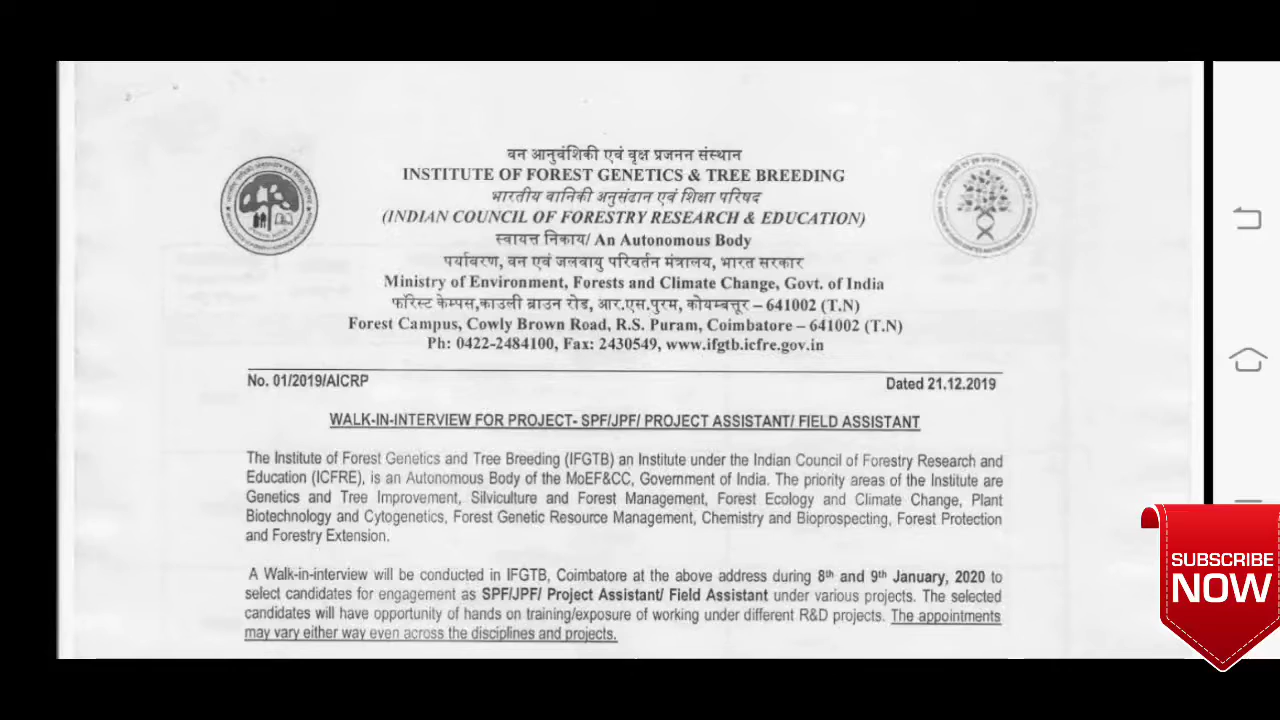 वन आनुवंशिकी एवं वृक्ष प्रजनन संस्थान
INSTITUTE OF FOREST GENETICS & TREE BREEDING
भारतीय वानिकी अनुसंधान एवं शिक्षा परिषद
(INDIAN COUNCIL OF FORESTRY RESEARCH & EDUCATION)
स्वायत्त निकाय/ An Autonomous Body
पर्यावरण, वन एवं जलवायु परिवर्तन मंत्रालय, भारत सरकार
Ministry of Environment, Forests and Climate Change, Govt. of India
फॉरेस्ट केम्पस,काउली ब्राउन रोड, आर.एस.पुरम, कोयम्बत्तूर – 641002 (T.N)
Forest Campus, Cowly Brown Road, R.S. Puram, Coimbatore – 641002 (T.N)
Ph: 0422-2484100, Fax: 2430549, www.ifgtb.icfre.gov.in
No. 01/2019/AICRP
Dated 21.12.2019
WALK-IN-INTERVIEW FOR PROJECT- SPF/JPF/ PROJECT ASSISTANT/ FIELD ASSISTANT
The Institute of Forest Genetics and Tree Breeding (IFGTB) an Institute under the Indian Council of Forestry Research and
Education (ICFRE), is an Autonomous Body of the MoEF&CC, Government of India. The priority areas of the Institute are
Genetics and Tree Improvement, Silviculture and Forest Management, Forest Ecology and Climate Change, Plant
Biotechnology and Cytogenetics, Forest Genetic Resource Management, Chemistry and Bioprospecting, Forest Protection
and Forestry Extension.
A Walk-in-interview will be conducted in IFGTB, Coimbatore at the above address during 8th and 9th January, 2020 to
select candidates for engagement as SPF/JPF/ Project Assistant/ Field Assistant under various projects. The selected
candidates will have opportunity of hands on training/exposure of working under different R&D projects. The appointments
may vary either way even across the disciplines and projects.
SUBSCRIBE
NOW